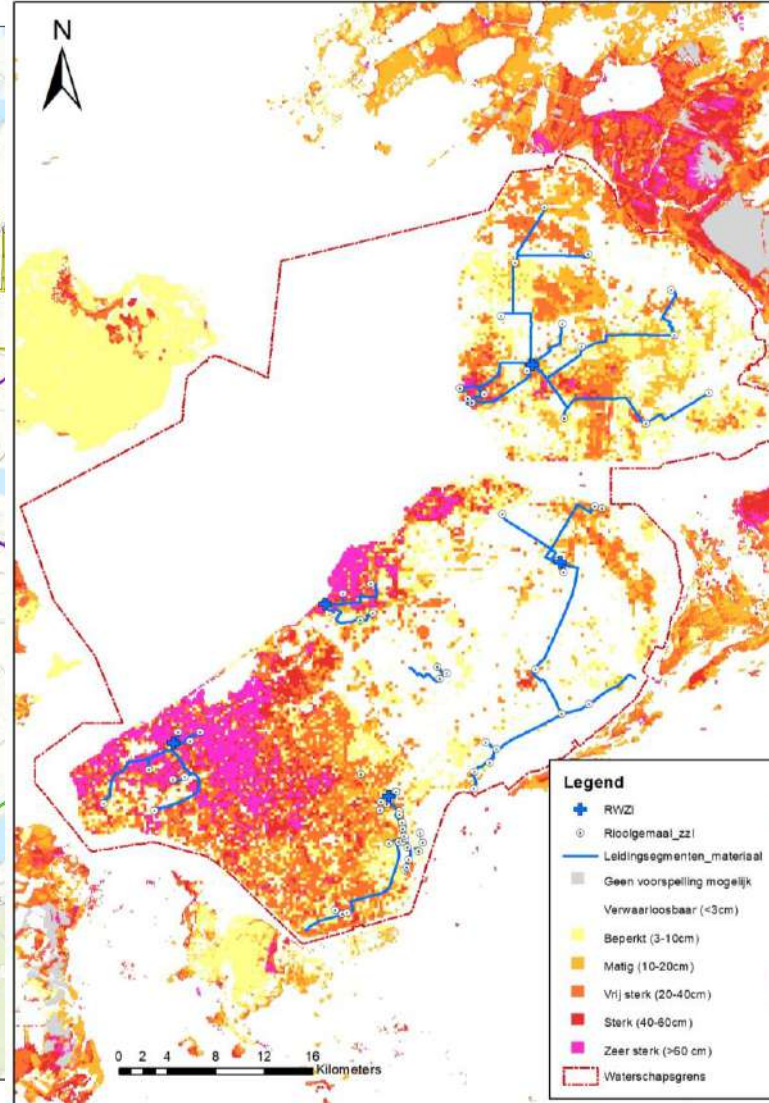 N
0 2 4 8 12 16
Kilometers
Legend
RWZI
Rioolgemaal_zzl
Leidingsegmenten_materiaal
Geen voorspelling mogelijk
Verwaarloosbaar (<3cm)
Beperkt (3-10cm)
Matig (10-20cm)
Vrij sterk (20-40cm)
Sterk (40-60cm)
Zeer sterk (>60 cm)
Waterschapsgrens